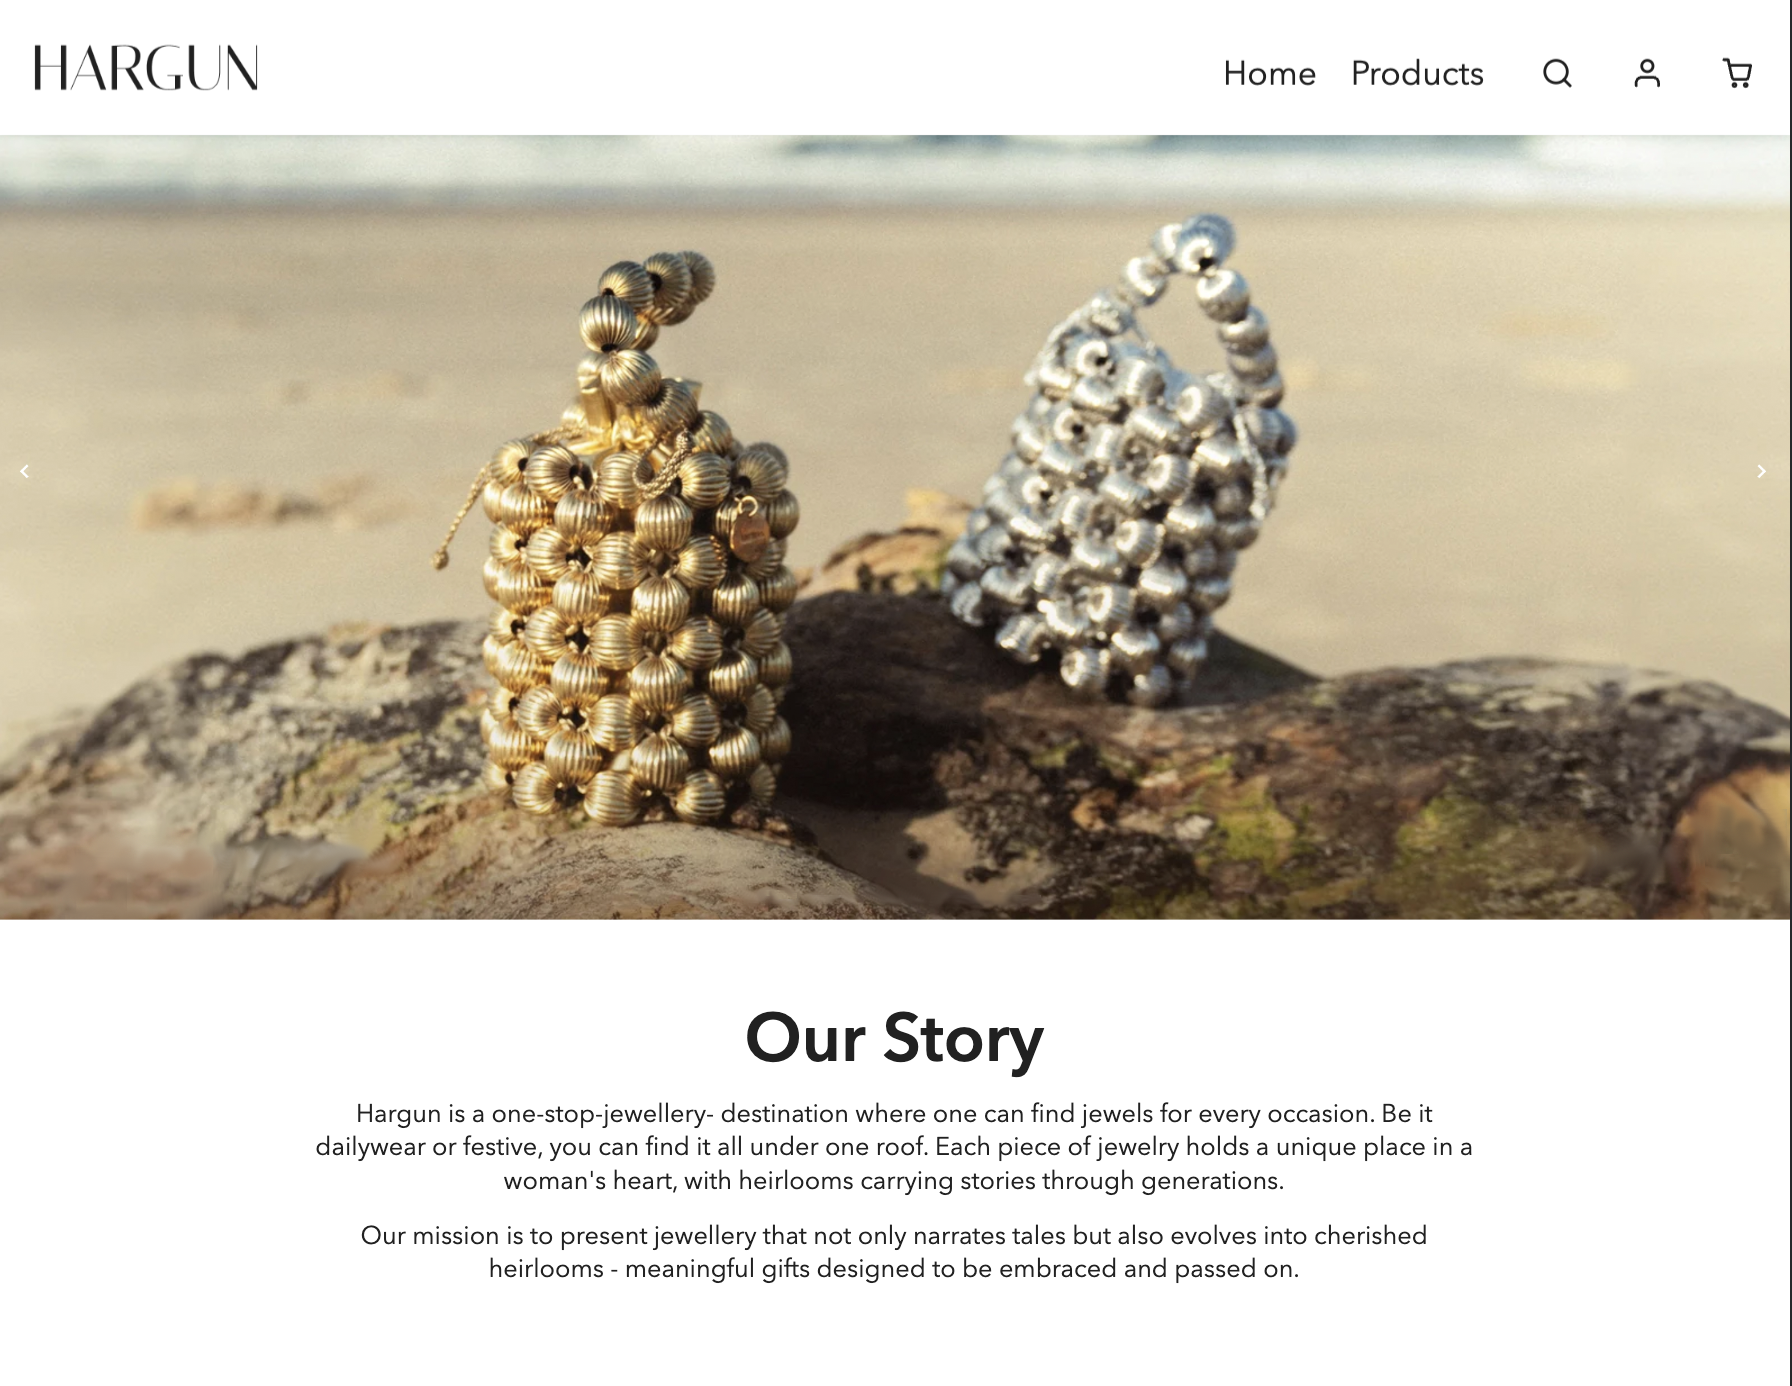 HARGUN
Home Products
Our Story
Hargun is a one-stop-jewellery- destination where one can find jewels for every occasion. Be it
dailywear or festive, you can find it all under one roof. Each piece of jewelry holds a unique place in a
woman's heart, with heirlooms carrying stories through generations.
Our mission is to present jewellery that not only narrates tales but also evolves into cherished
heirlooms - meaningful gifts designed to be embraced and passed on.